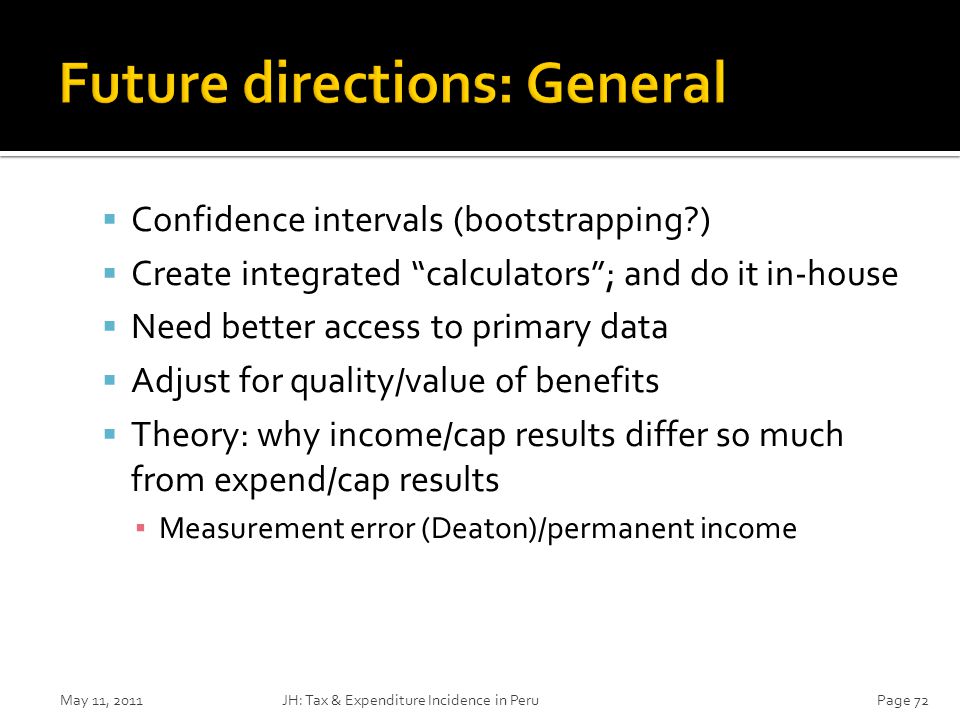 Future directions: General
▪ Confidence intervals (bootstrapping?)
▪ Create integrated “calculators”; and do it in-house
▪ Need better access to primary data
▪ Adjust for quality/value of benefits
▪ Theory: why income/cap results differ so much
from expend/cap results
▪ Measurement error (Deaton)/permanent income
May 11, 2011 JH: Tax & Expenditure Incidence in Peru Page 72